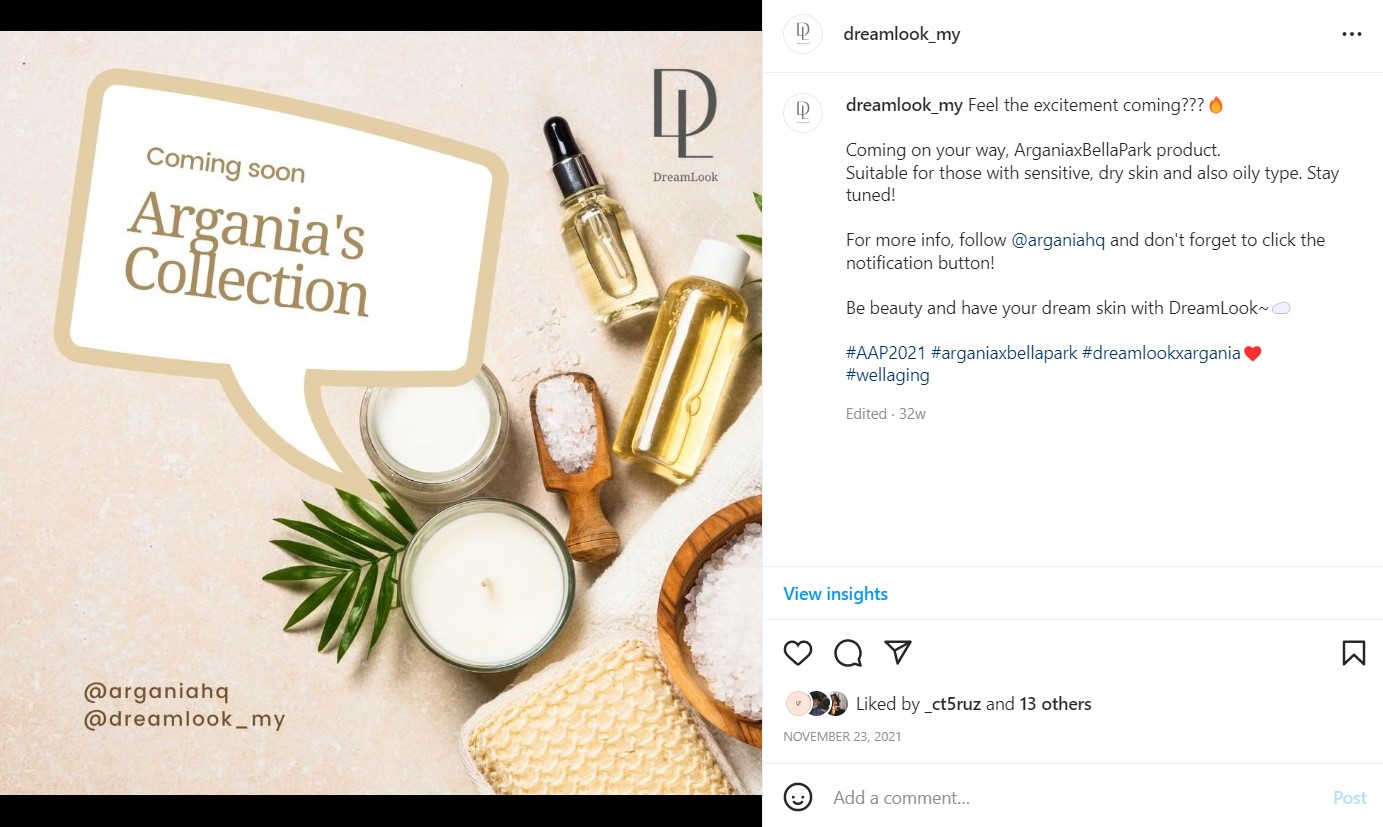 Coming soon
Argania's
Collection
DL
DreamLook
@arganiahq
@dreamlook_my
dreamlook_my
dreamlook_my Feel the excitement coming???🔥
Coming on your way, ArganiaxBellaPark product.
Suitable for those with sensitive, dry skin and also oily type. Stay
tuned!
For more info, follow @arganiahq and don't forget to click the
notification button!
Be beauty and have your dream skin with DreamLook~☁️
#AAP2021 #arganiaxbellapark #dreamlookxargania❤️
#wellaging
Edited · 32w
View insights
Liked by _ct5ruz and 13 others
NOVEMBER 23, 2021
Add a comment...
Post